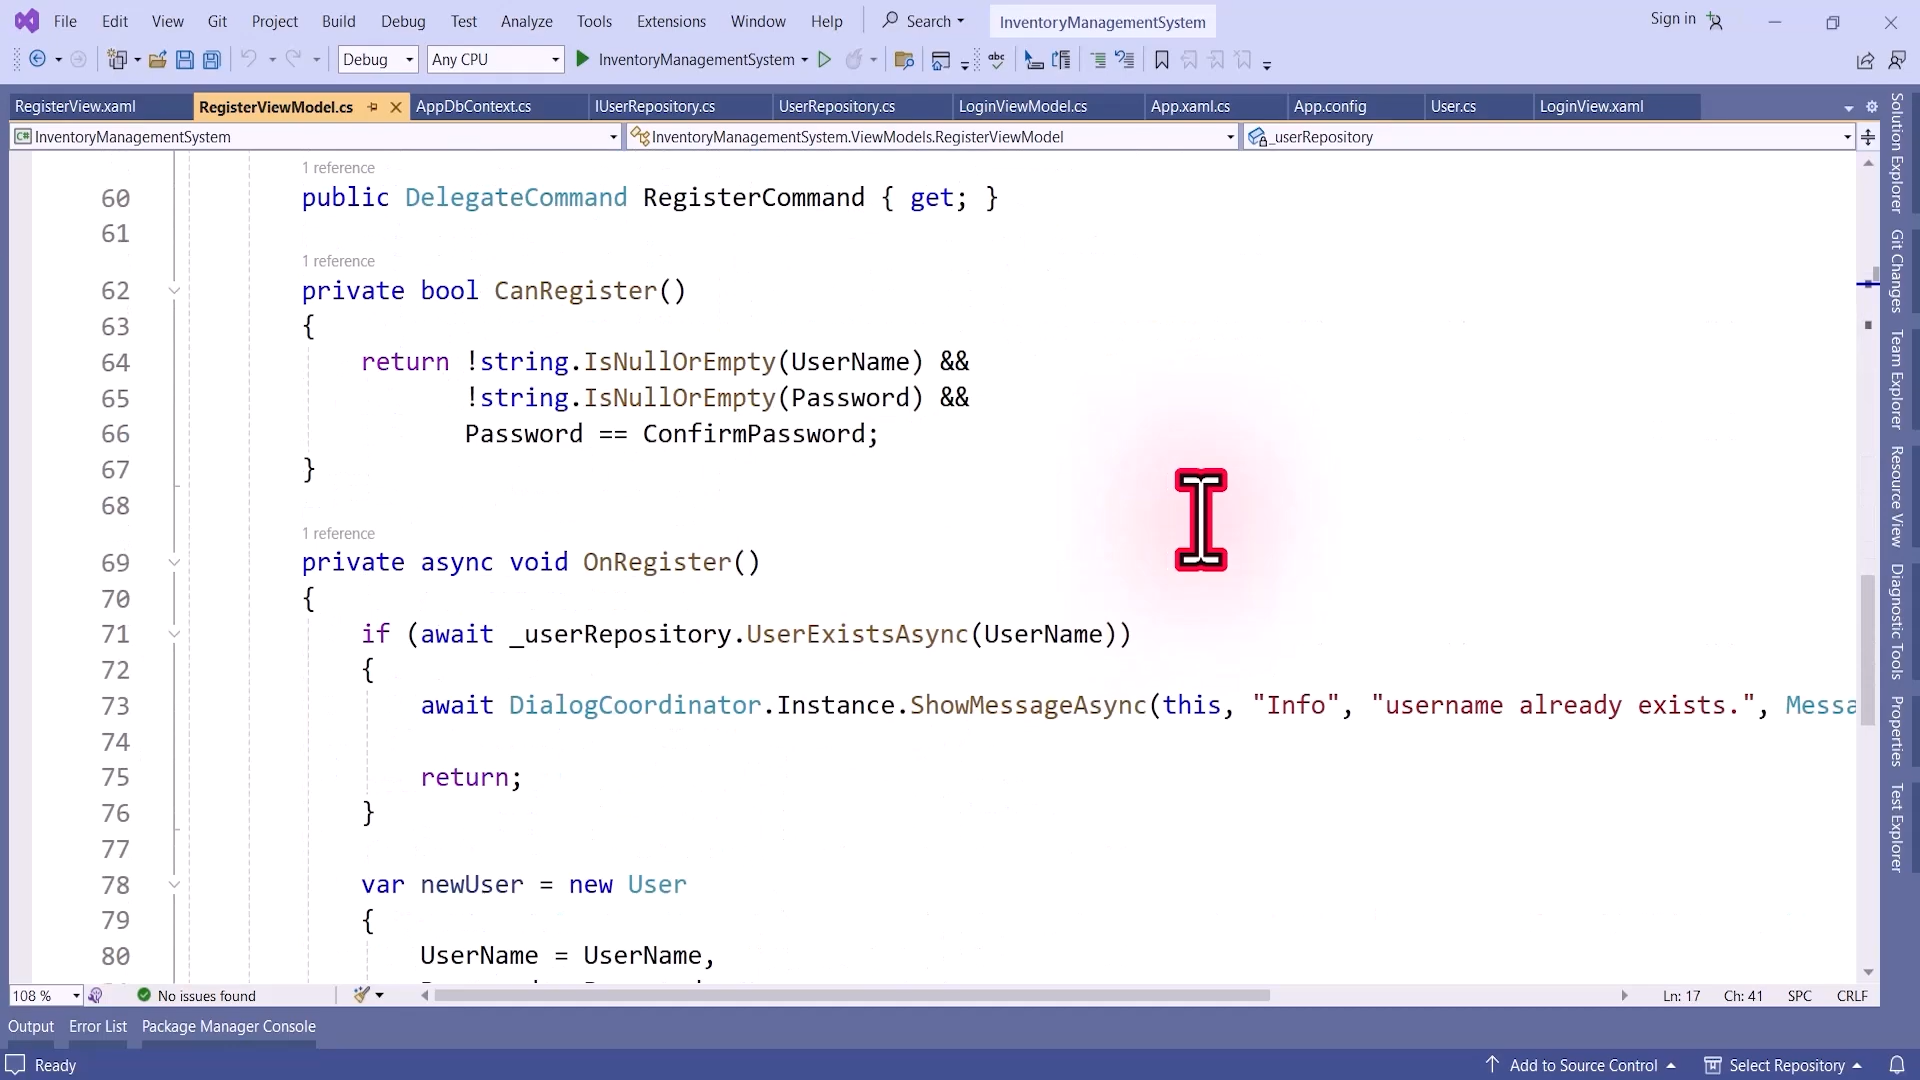 File Edit View Git Project Build Debug Test Analyze Tools Extensions Window Help Search InventoryManagementSystem Sign in
Debug Any CPU InventoryManagementSystem
RegisterView.xaml RegisterViewModel.cs AppDbContext.cs IUserRepository.cs UserRepository.cs LoginViewModel.cs App.xaml.cs App.config User.cs LoginView.xaml
InventoryManagementSystem InventoryManagementSystem.ViewModels.RegisterViewModel _userRepository
1 reference
60 public DelegateCommand RegisterCommand { get; }
61
1 reference
62 private bool CanRegister()
63 {
64 return !string.IsNullOrEmpty(UserName) &&
65 !string.IsNullOrEmpty(Password) &&
66 Password == ConfirmPassword;
67 }
68
1 reference
69 private async void OnRegister()
70 {
71 if (await _userRepository.UserExistsAsync(UserName))
72 {
73 await DialogCoordinator.Instance.ShowMessageAsync(this, "Info", "username already exists.", Messa
74
75 return;
76 }
77
78 var newUser = new User
79 {
80 UserName = UserName,
108 % No issues found Ln: 17 Ch: 41 SPC CRLF
Output Error List Package Manager Console
Ready Add to Source Control Select Repository
Solution Explorer
Git Changes
Team Explorer
Resource View
Diagnostic Tools
Properties
Test Explorer